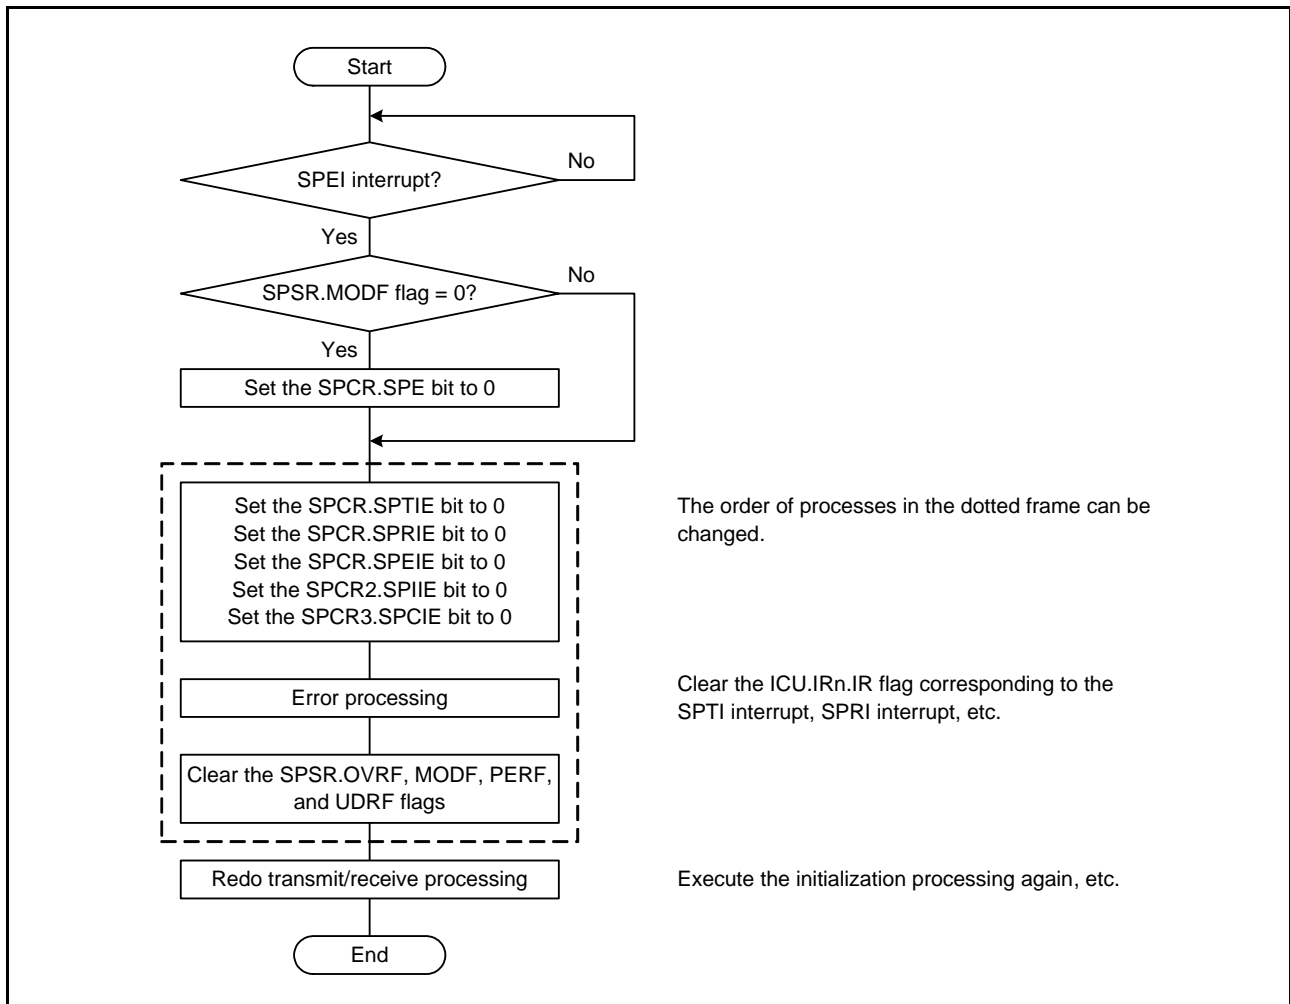 Start
SPEI interrupt?
No
Yes
SPSR.MODF flag = 0?
No
Yes
Set the SPCR.SPE bit to 0
Set the SPCR.SPTIE bit to 0
Set the SPCR.SPRIE bit to 0
Set the SPCR.SPEIE bit to 0
Set the SPCR2.SPIIE bit to 0
Set the SPCR3.SPCIE bit to 0
The order of processes in the dotted frame can be
changed.
Error processing
Clear the ICU.IRn.IR flag corresponding to the
SPTI interrupt, SPRI interrupt, etc.
Clear the SPSR.OVRF, MODF, PERF,
and UDRF flags
Redo transmit/receive processing
Execute the initialization processing again, etc.
End